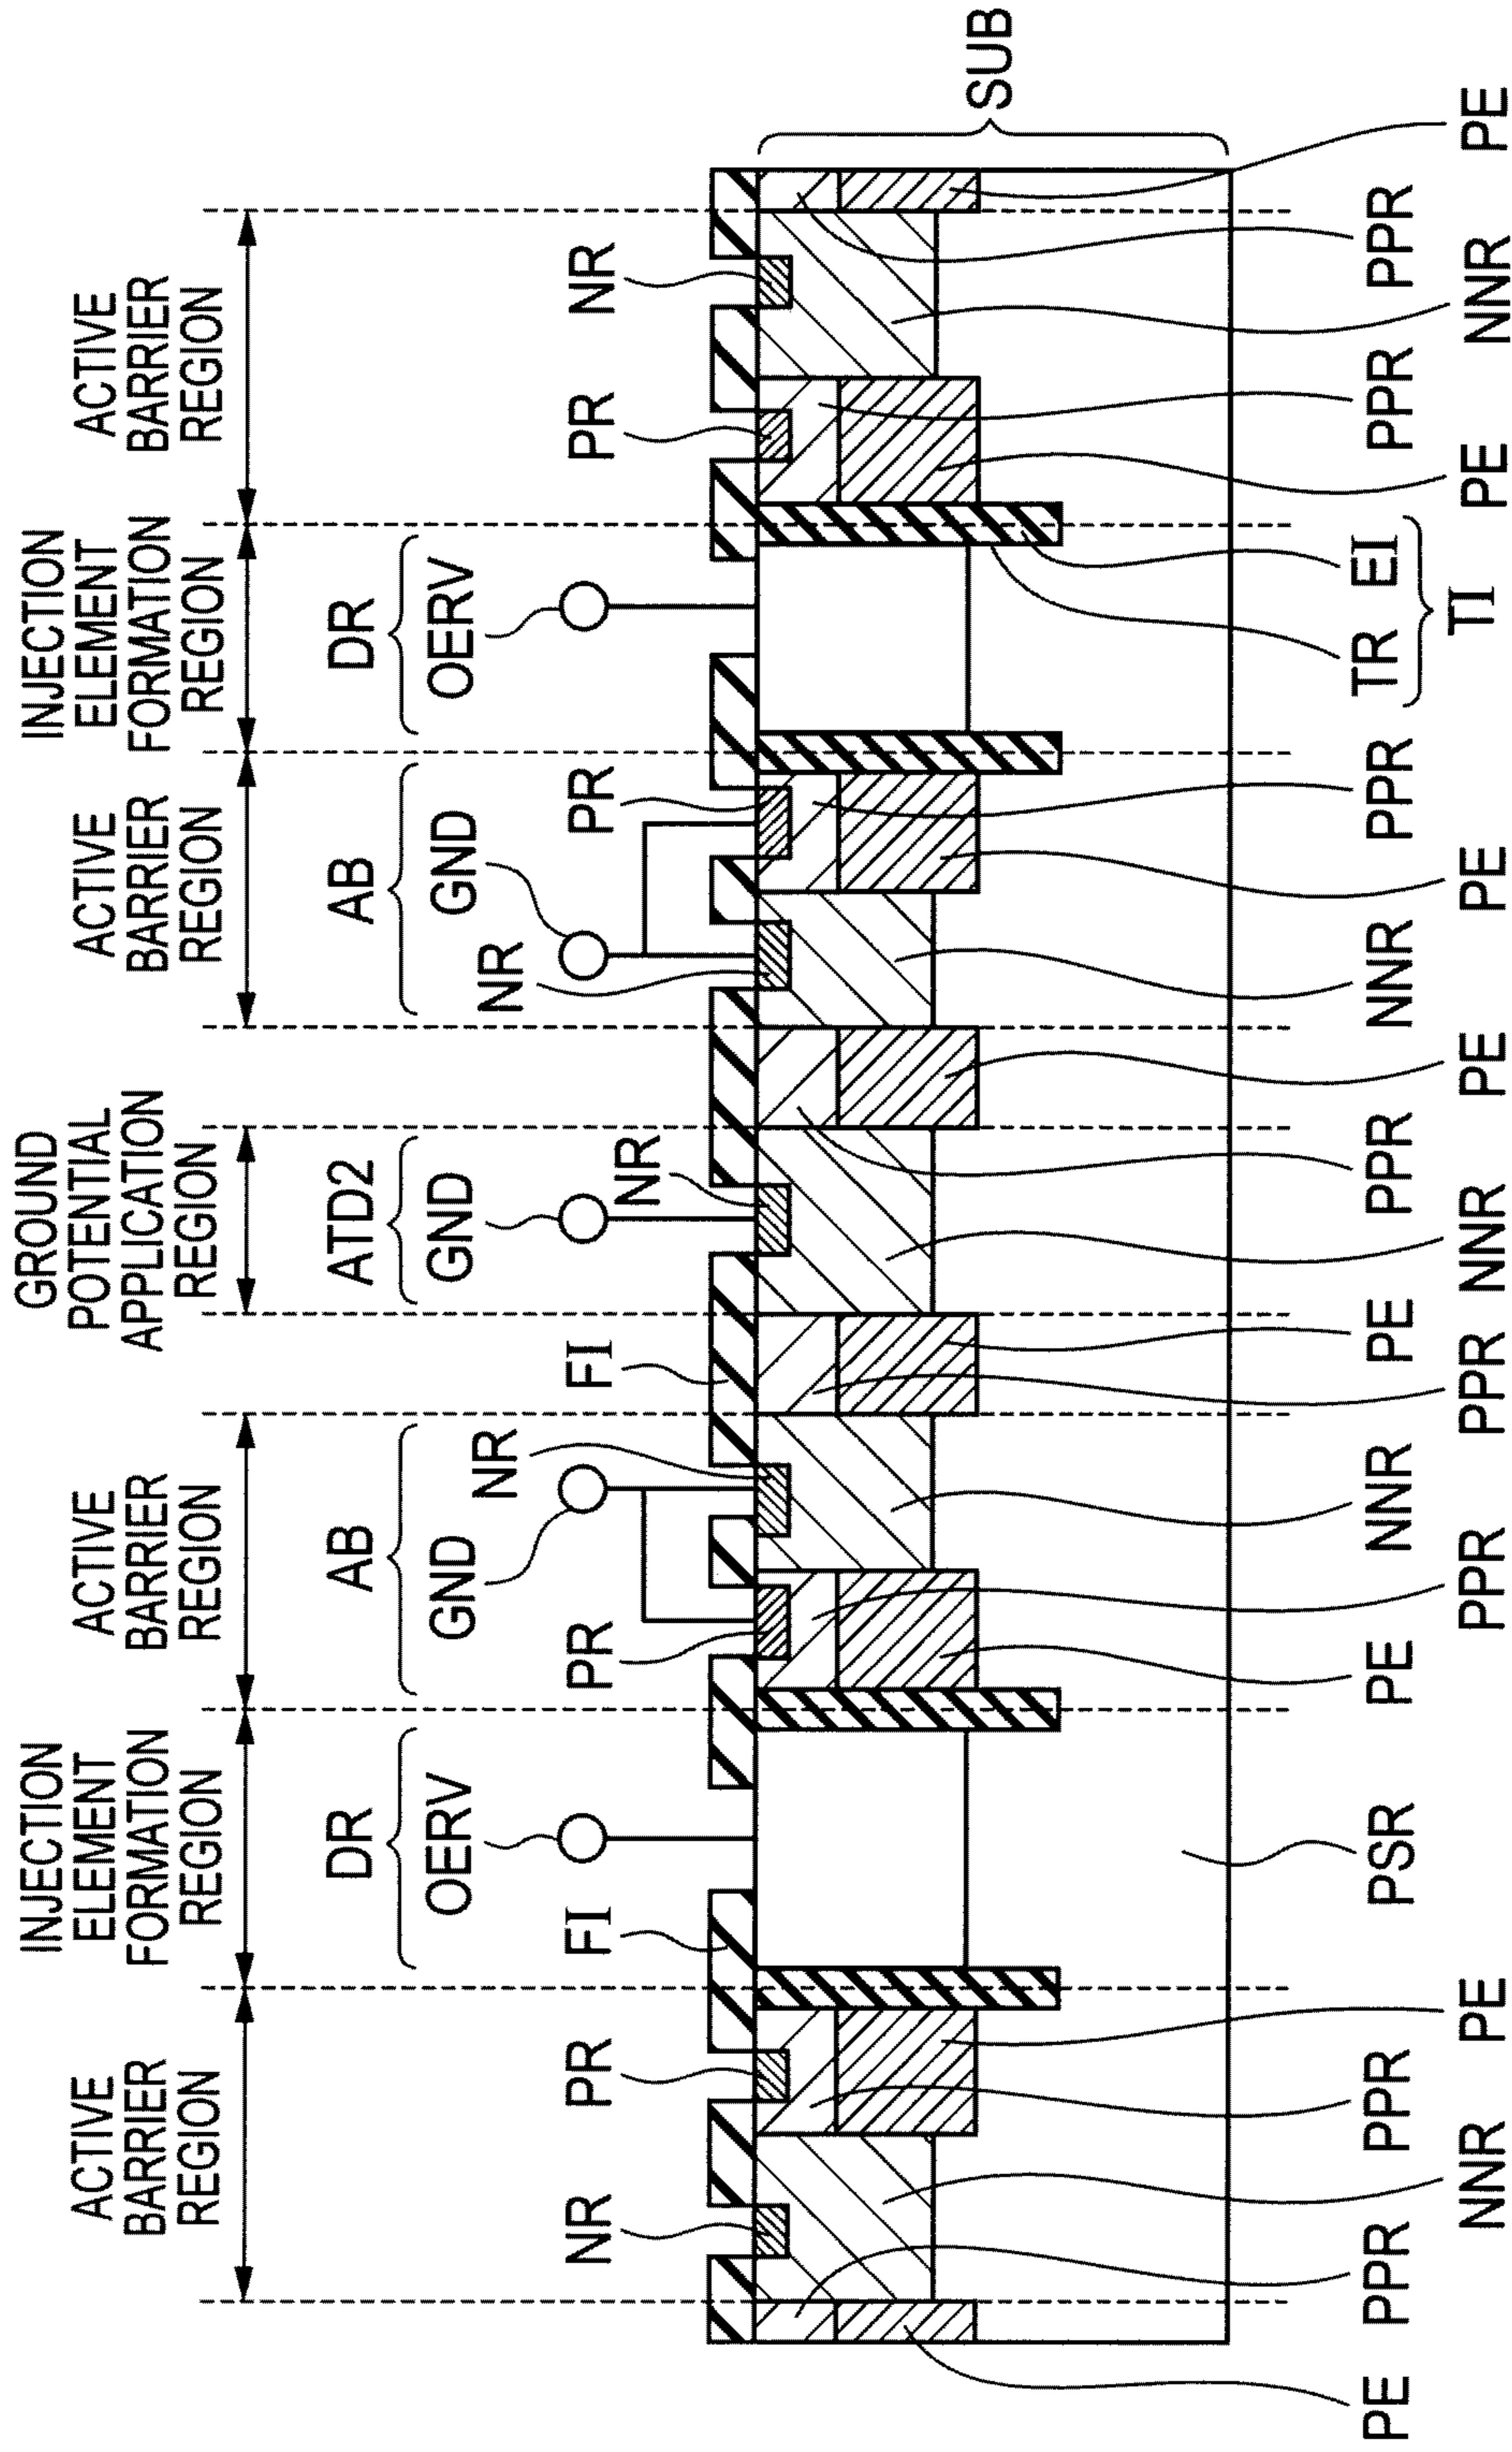 ACTIVE
BARRIER
REGION
INJECTION
ELEMENT
FORMATION
REGION
ACTIVE
BARRIER
REGION
GROUND
POTENTIAL
APPLICATION
REGION
ACTIVE
BARRIER
REGION
INJECTION
ELEMENT
FORMATION
REGION
ACTIVE
BARRIER
REGION
DR
AB
ATD2
AB
DR
OERV
GND
GND
GND
OERV
NR
NR
NR
PR
FI
PR
FI
NR
PR
PR
NR
SUB
PE
PPR
NNR
PPR
PE
PSR
PE
PPR
NNR
PPR
PE
NNR
PPR
PE
NNR
PE
PPR
TR
EI
TI
PE
PPR
NNR
PPR
PE